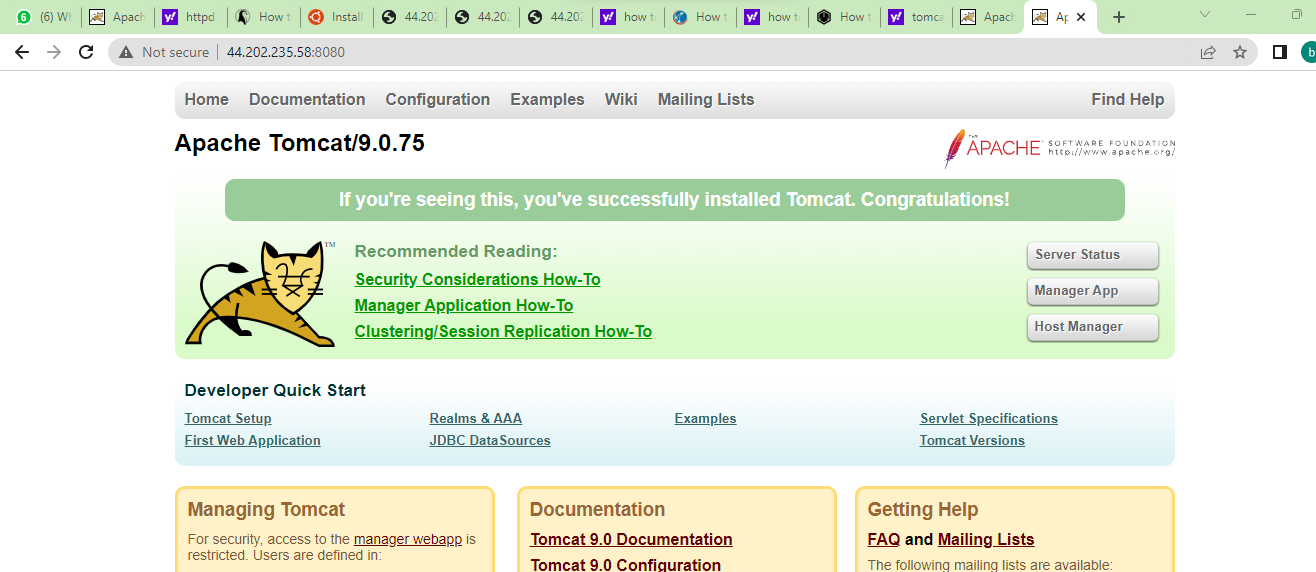 6 (6) Wh Apach httpd How t Install 44.202 44.202 44.202 how t How t how t How t tomca Apach Ap
Not secure 44.202.235.58:8080 b
Home Documentation Configuration Examples Wiki Mailing Lists Find Help
Apache Tomcat/9.0.75
THE APACHE SOFTWARE FOUNDATION
http://www.apache.org/
If you're seeing this, you've successfully installed Tomcat. Congratulations!
TM
Recommended Reading:
Security Considerations How-To
Manager Application How-To
Clustering/Session Replication How-To
Server Status
Manager App
Host Manager
Developer Quick Start
Tomcat Setup Realms & AAA Examples Servlet Specifications
First Web Application JDBC DataSources Tomcat Versions
Managing Tomcat
For security, access to the manager webapp is
restricted. Users are defined in:
Documentation
Tomcat 9.0 Documentation
Tomcat 9.0 Configuration
Getting Help
FAQ and Mailing Lists
The following mailing lists are available: